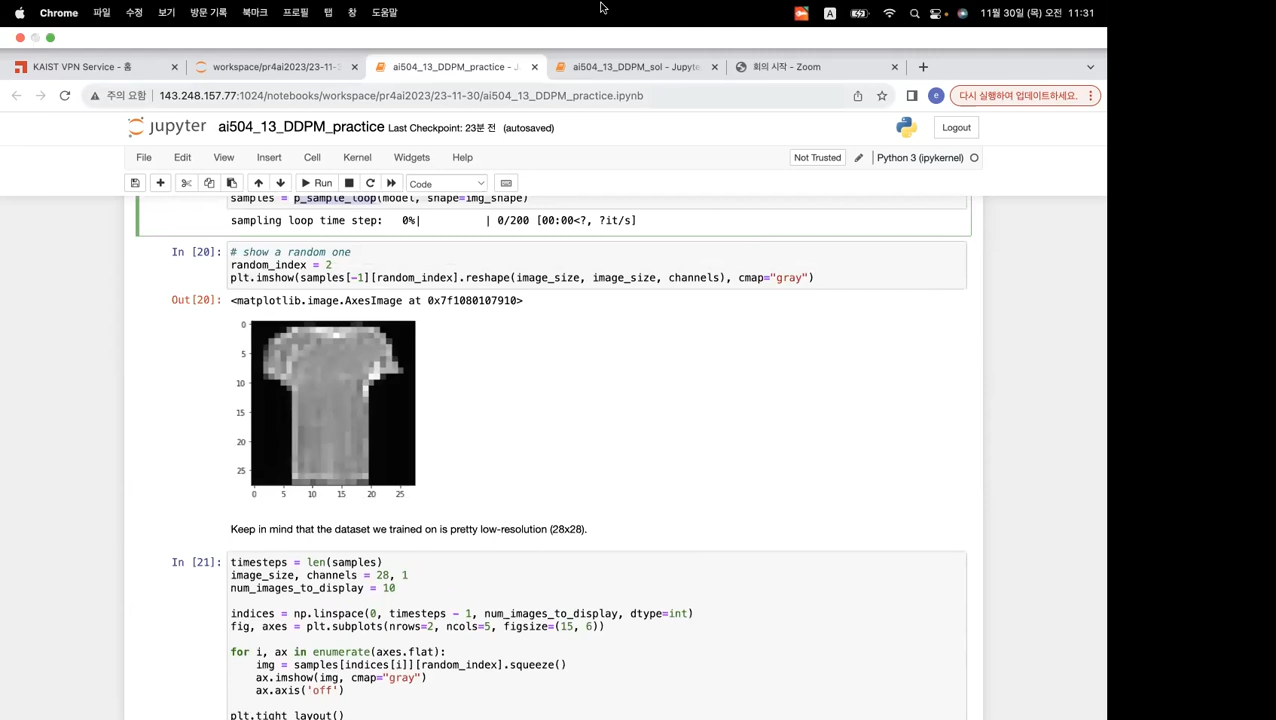 Chrome 파일 수정 보기 방문 기록 북마크 프로필 탭 창 도움말 A 11월 30일 (목) 오전 11:31
KAIST VPN Service - 홈 workspace/pr4ai2023/23-11-3 ai504_13_DDPM_practice - J ai504_13_DDPM_sol - Jupyte 회의 시작 - Zoom
주의 요함 143.248.157.77:1024/notebooks/workspace/pr4ai2023/23-11-30/ai504_13_DDPM_practice.ipynb e 다시 실행하여 업데이트하세요.
jupyter ai504_13_DDPM_practice Last Checkpoint: 23분 전 (autosaved) Logout
File Edit View Insert Cell Kernel Widgets Help Not Trusted Python 3 (ipykernel)
Run Code
samples = p_sample_loop(model, shape=img_shape)
sampling loop time step: 0%| | 0/200 [00:00<?, ?it/s]
In [20]: # show a random one
random_index = 2
plt.imshow(samples[-1][random_index].reshape(image_size, image_size, channels), cmap="gray")
Out[20]: <matplotlib.image.AxesImage at 0x7f1080107910>
0
5
10
15
20
25
0 5 10 15 20 25
Keep in mind that the dataset we trained on is pretty low-resolution (28x28).
In [21]: timesteps = len(samples)
image_size, channels = 28, 1
num_images_to_display = 10
indices = np.linspace(0, timesteps - 1, num_images_to_display, dtype=int)
fig, axes = plt.subplots(nrows=2, ncols=5, figsize=(15, 6))
for i, ax in enumerate(axes.flat):
img = samples[indices[i]][random_index].squeeze()
ax.imshow(img, cmap="gray")
ax.axis('off')
plt.tight_layout()